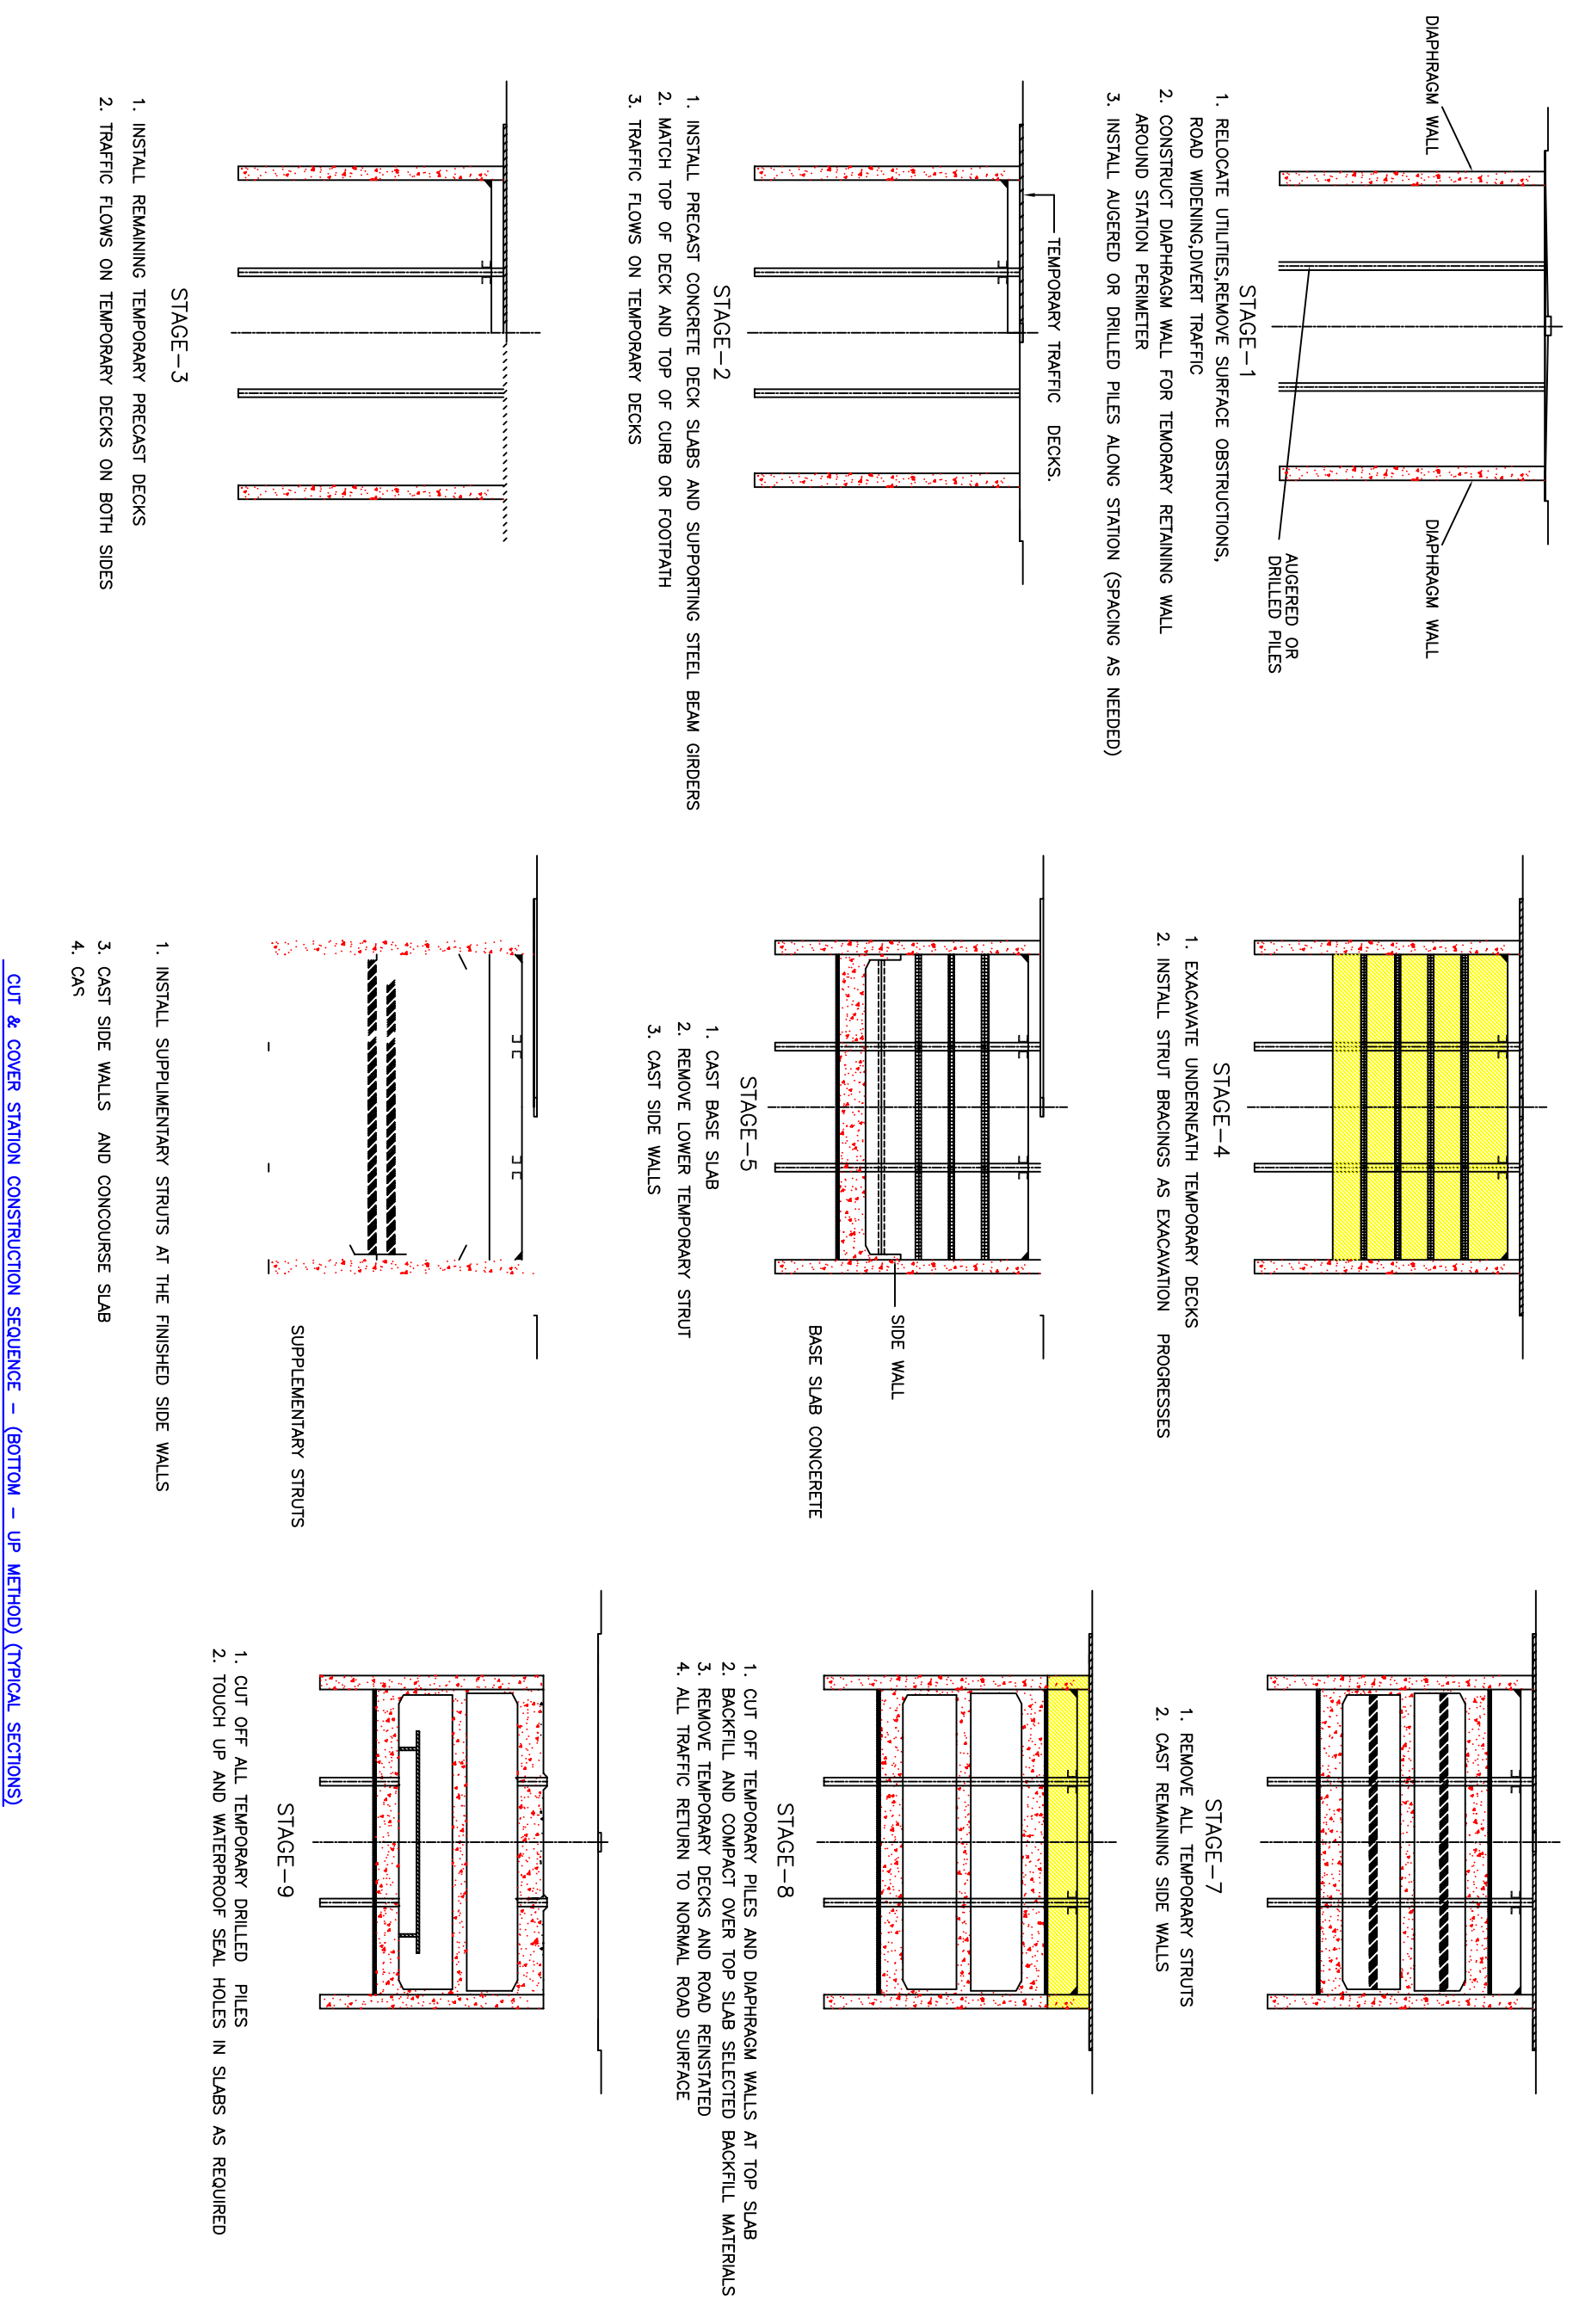 DIAPHRAGM WALL
DIAPHRAGM WALL
AUGERED OR
DRILLED PILES
STAGE-1
1. RELOCATE UTILITIES,REMOVE SURFACE OBSTRUCTIONS,
ROAD WIDENING,DIVERT TRAFFIC
2. CONSTRUCT DIAPHRAGM WALL FOR TEMORARY RETAINING WALL
AROUND STATION PERIMETER
3. INSTALL AUGERED OR DRILLED PILES ALONG STATION (SPACING AS NEEDED)
TEMPORARY TRAFFIC DECKS.
STAGE-2
1. INSTALL PRECAST CONCRETE DECK SLABS AND SUPPORTING STEEL BEAM GIRDERS
2. MATCH TOP OF DECK AND TOP OF CURB OR FOOTPATH
3. TRAFFIC FLOWS ON TEMPORARY DECKS
STAGE-3
1. INSTALL REMAINING TEMPORARY PRECAST DECKS
2. TRAFFIC FLOWS ON TEMPORARY DECKS ON BOTH SIDES
STAGE-4
1. EXACAVATE UNDERNEATH TEMPORARY DECKS
2. INSTALL STRUT BRACINGS AS EXACAVATION PROGRESSES
SIDE WALL
BASE SLAB CONCERETE
STAGE-5
1. CAST BASE SLAB
2. REMOVE LOWER TEMPORARY STRUT
3. CAST SIDE WALLS
SUPPLEMENTARY STRUTS
1. INSTALL SUPPLIMENTARY STRUTS AT THE FINISHED SIDE WALLS
3. CAST SIDE WALLS AND CONCOURSE SLAB
4. CAS
STAGE-7
1. REMOVE ALL TEMPORARY STRUTS
2. CAST REMAINING SIDE WALLS
STAGE-8
1. CUT OFF TEMPORARY PILES AND DIAPHRAGM WALLS AT TOP SLAB
2. BACKFILL AND COMPACT OVER TOP SLAB SELECTED BACKFILL MATERIALS
3. REMOVE TEMPORARY DECKS AND ROAD REINSTATED
4. ALL TRAFFIC RETURN TO NORMAL ROAD SURFACE
STAGE-9
1. CUT OFF ALL TEMPORARY DRILLED PILES
2. TOUCH UP AND WATERPROOF SEAL HOLES IN SLABS AS REQUIRED
CUT & COVER STATION CONSTRUCTION SEQUENCE - (BOTTOM - UP METHOD) (TYPICAL SECTIONS)